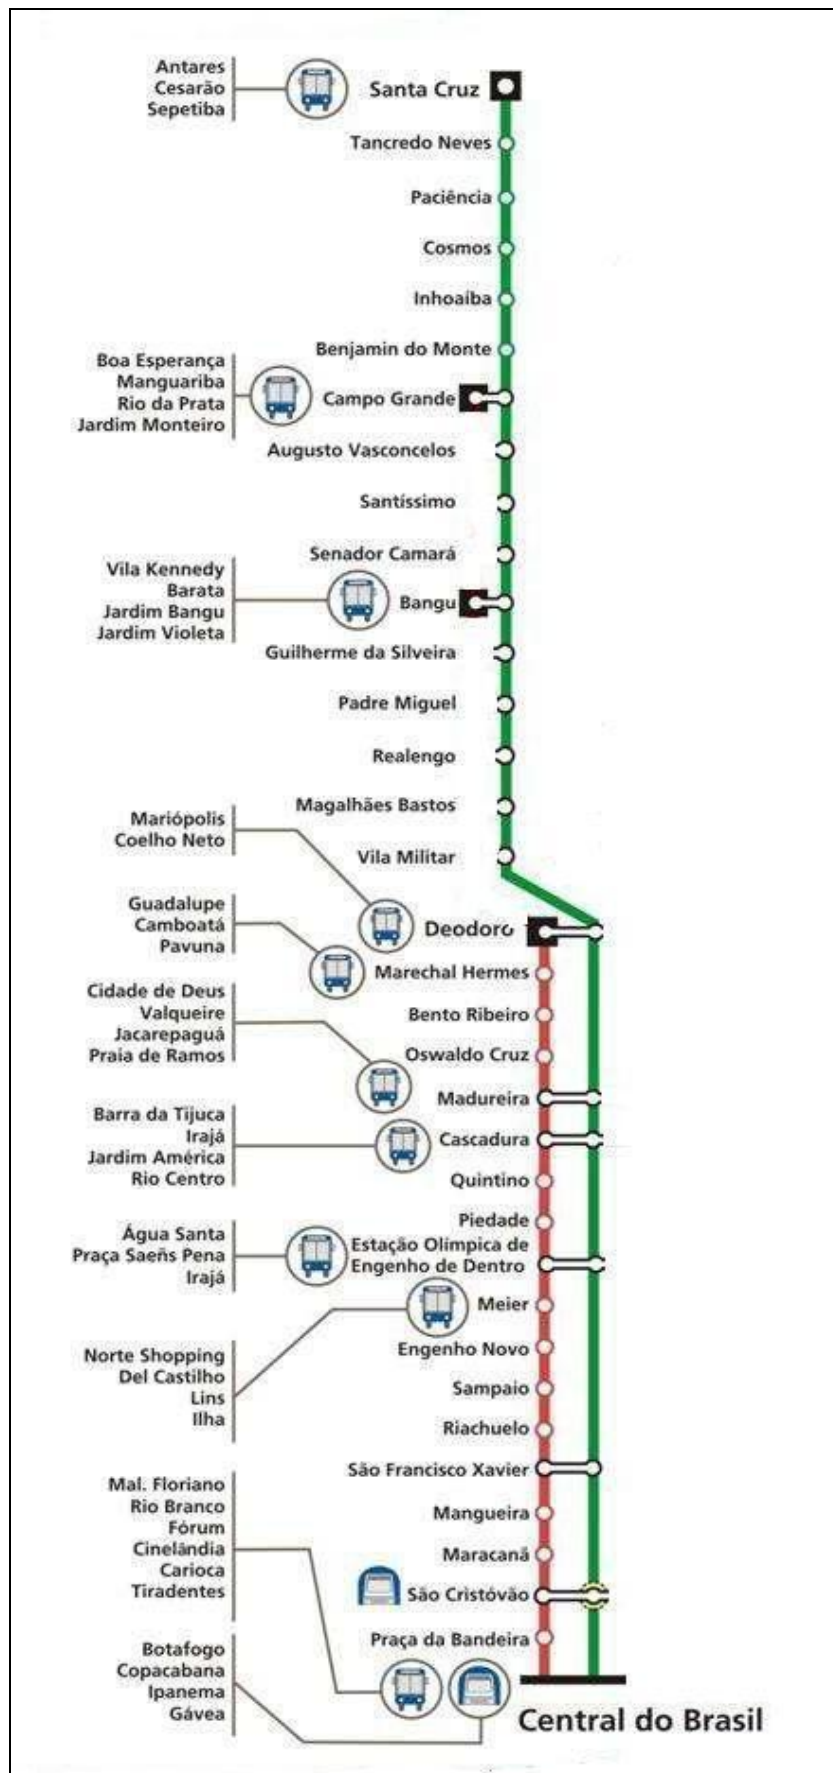 Antares
Cesarão
Sepetiba
Santa Cruz
Tancredo Neves
Paciência
Cosmos
Inhoaíba
Benjamin do Monte
Boa Esperança
Manguariba
Rio da Prata
Jardim Monteiro
Campo Grande
Augusto Vasconcelos
Santíssimo
Senador Camará
Vila Kennedy
Barata
Jardim Bangu
Jardim Violeta
Bangu
Guilherme da Silveira
Padre Miguel
Realengo
Magalhães Bastos
Mariópolis
Coelho Neto
Vila Militar
Guadalupe
Camboatá
Pavuna
Deodoro
Marechal Hermes
Cidade de Deus
Valqueire
Jacarepaguá
Praia de Ramos
Bento Ribeiro
Oswaldo Cruz
Madureira
Barra da Tijuca
Irajá
Jardim América
Rio Centro
Cascadura
Quintino
Piedade
Água Santa
Praça Saeñs Pena
Irajá
Estação Olímpica de
Engenho de Dentro
Meier
Norte Shopping
Del Castilho
Lins
Ilha
Engenho Novo
Sampaio
Riachuelo
São Francisco Xavier
Mal. Floriano
Rio Branco
Fórum
Cinelândia
Carioca
Tiradentes
Mangueira
Maracanã
São Cristóvão
Praça da Bandeira
Botafogo
Copacabana
Ipanema
Gávea
Central do Brasil